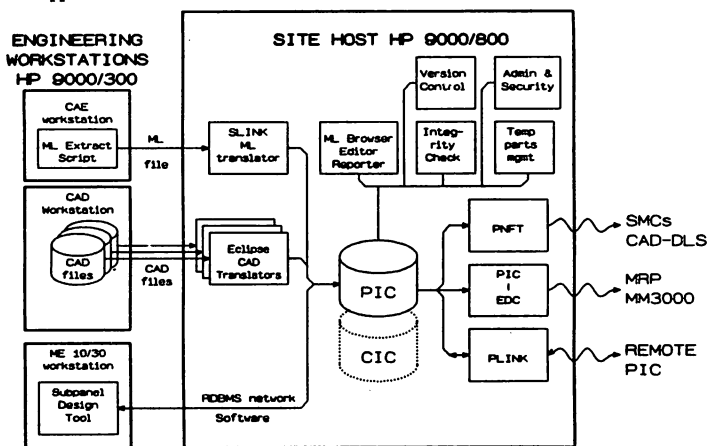 ENGINEERING
WORKSTATIONS
HP 9000/300
SITE HOST HP 9000/800
CAE
workstation
ML Extract
Script
ML
file
SLINK
ML
translator
ML Browser
Editor
Reporter
Version
Control
Integ-
rity
Check
Admin &
Security
Temp
parts
mgmt
CAD
Workstation
CAD
files
CAD
files
Eclipse
CAD
Translators
PIC
CIC
PNFT
PIC
EDC
PLINK
SMCs
CAD-DLS
MRP
MM3000
REMOTE
PIC
ME 10/30
workstation
Subpanel
Design
Tool
RDBMS network
Software